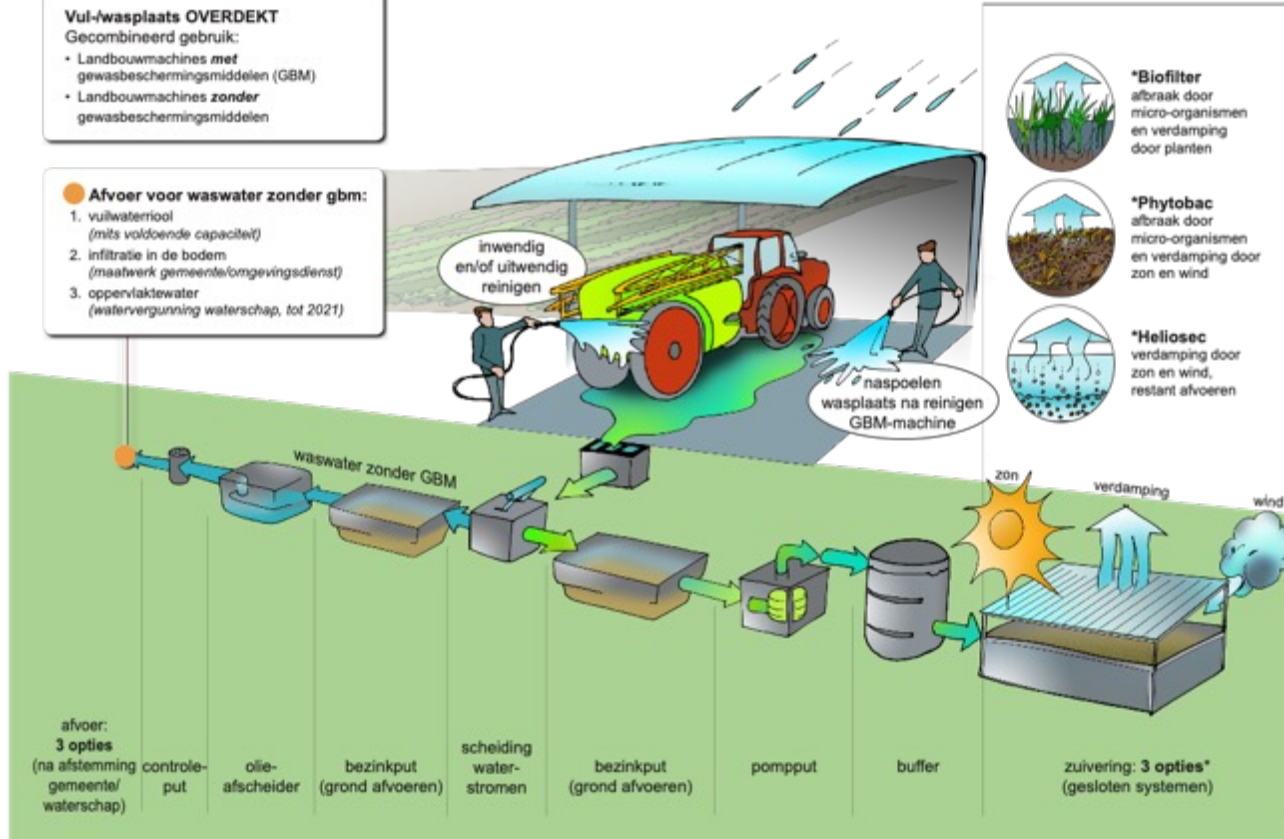 Vul-/wasplaats OVERDEKT
Gecombineerd gebruik:
• Landbouwmachines met
gewasbeschermingsmiddelen (GBM)
• Landbouwmachines zonder
gewasbeschermingsmiddelen
Afvoer voor waswater zonder gbm:
1. vuilwaterriool
(mits voldoende capaciteit)
2. infiltratie in de bodem
(maatwerk gemeente/omgevingsdienst)
3. oppervlaktewater
(watervergunning waterschap, tot 2021)
inwendig
en/of uitwendig
reinigen
naspoelen
wasplaats na reinigen
GBM-machine
*Biofilter
afbraak door
micro-organismen
en verdamping
door planten
*Phytobac
afbraak door
micro-organismen
en verdamping door
zon en wind
*Heliosec
verdamping door
zon en wind,
restant afvoeren
waswater zonder GBM
zon
verdamping
wind
afvoer:
3 opties
(na afstemming
gemeente/
waterschap)
controle-
put
olie-
afscheider
bezinkput
(grond afvoeren)
scheiding
water-
stromen
bezinkput
(grond afvoeren)
pompput
buffer
zuivering: 3 opties*
(gesloten systemen)